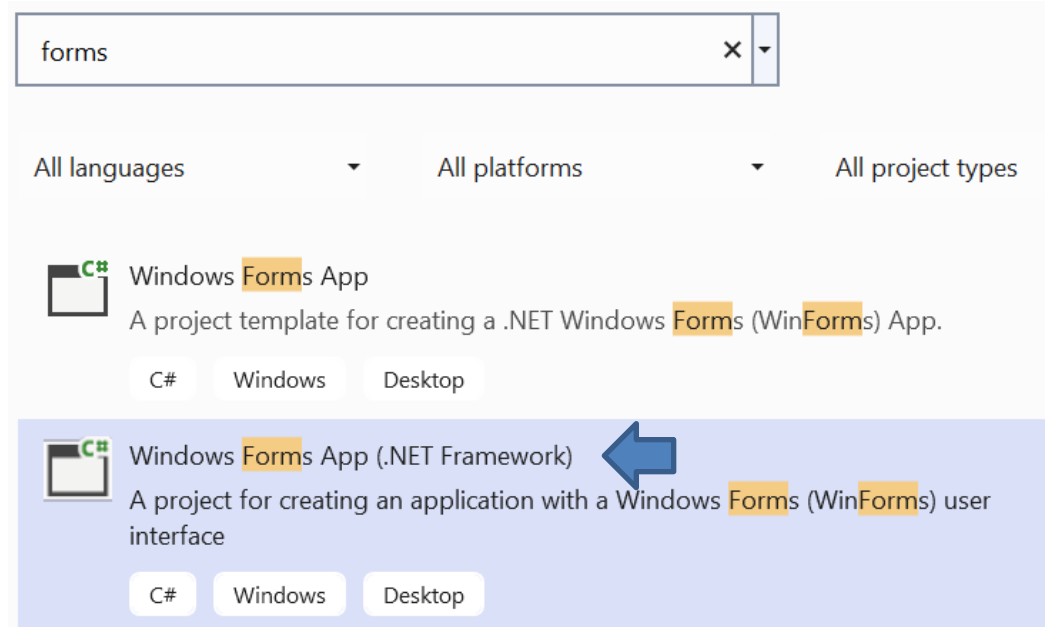 forms
All languages All platforms All project types
C#
Windows Forms App
A project template for creating a .NET Windows Forms (WinForms) App.
C# Windows Desktop
C#
Windows Forms App (.NET Framework)
A project for creating an application with a Windows Forms (WinForms) user
interface
C# Windows Desktop